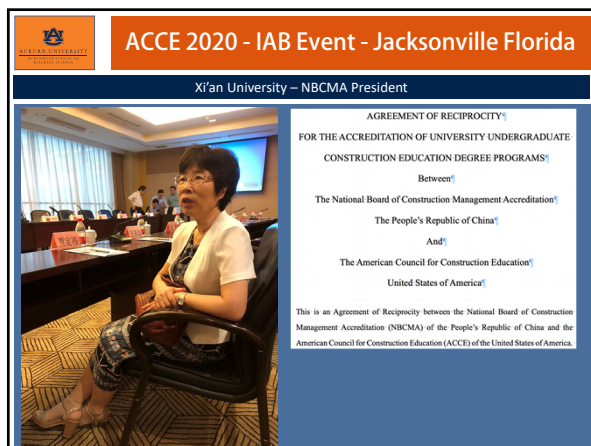 AUBURN UNIVERSITY
ACCE 2020 - IAB Event - Jacksonville Florida
Xi'an University – NBCMA President
AGREEMENT OF RECIPROCITY¶
FOR THE ACCREDITATION OF UNIVERSITY UNDERGRADUATE
CONSTRUCTION EDUCATION DEGREE PROGRAMS¶
Between¶
The National Board of Construction Management Accreditation¶
The People's Republic of China¶
And¶
The American Council for Construction Education¶
United States of America¶
This is an Agreement of Reciprocity between the National Board of Construction
Management Accreditation (NBCMA) of the People's Republic of China and the
American Council for Construction Education (ACCE) of the United States of America.